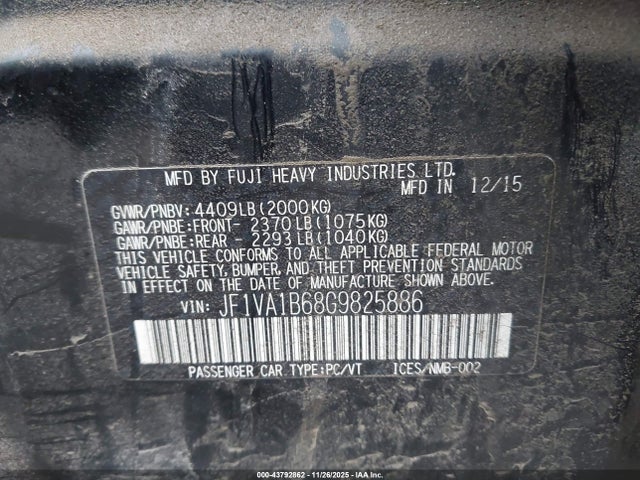 MFD BY FUJI HEAVY INDUSTRIES LTD.
MFD IN 12/15
GVWR/PNBV: 4409LB(2000KG)
GAWR/PNBE:FRONT- 2370LB(1075KG)
GAWR/PNBE:REAR - 2293LB(1040KG)
THIS VEHICLE CONFORMS TO ALL APPLICABLE FEDERAL MOTOR
VEHICLE SAFETY, BUMPER, AND THEFT PREVENTION STANDARDS
IN EFFECT ON THE DATE OF MANUFACTURE SHOWN ABOVE.
VIN: JF1VA1B68G9825886
PASSENGER CAR TYPE:PC/VT ICES/NMB-002
000-43792862 - 11/26/2025 - IAAI.COM